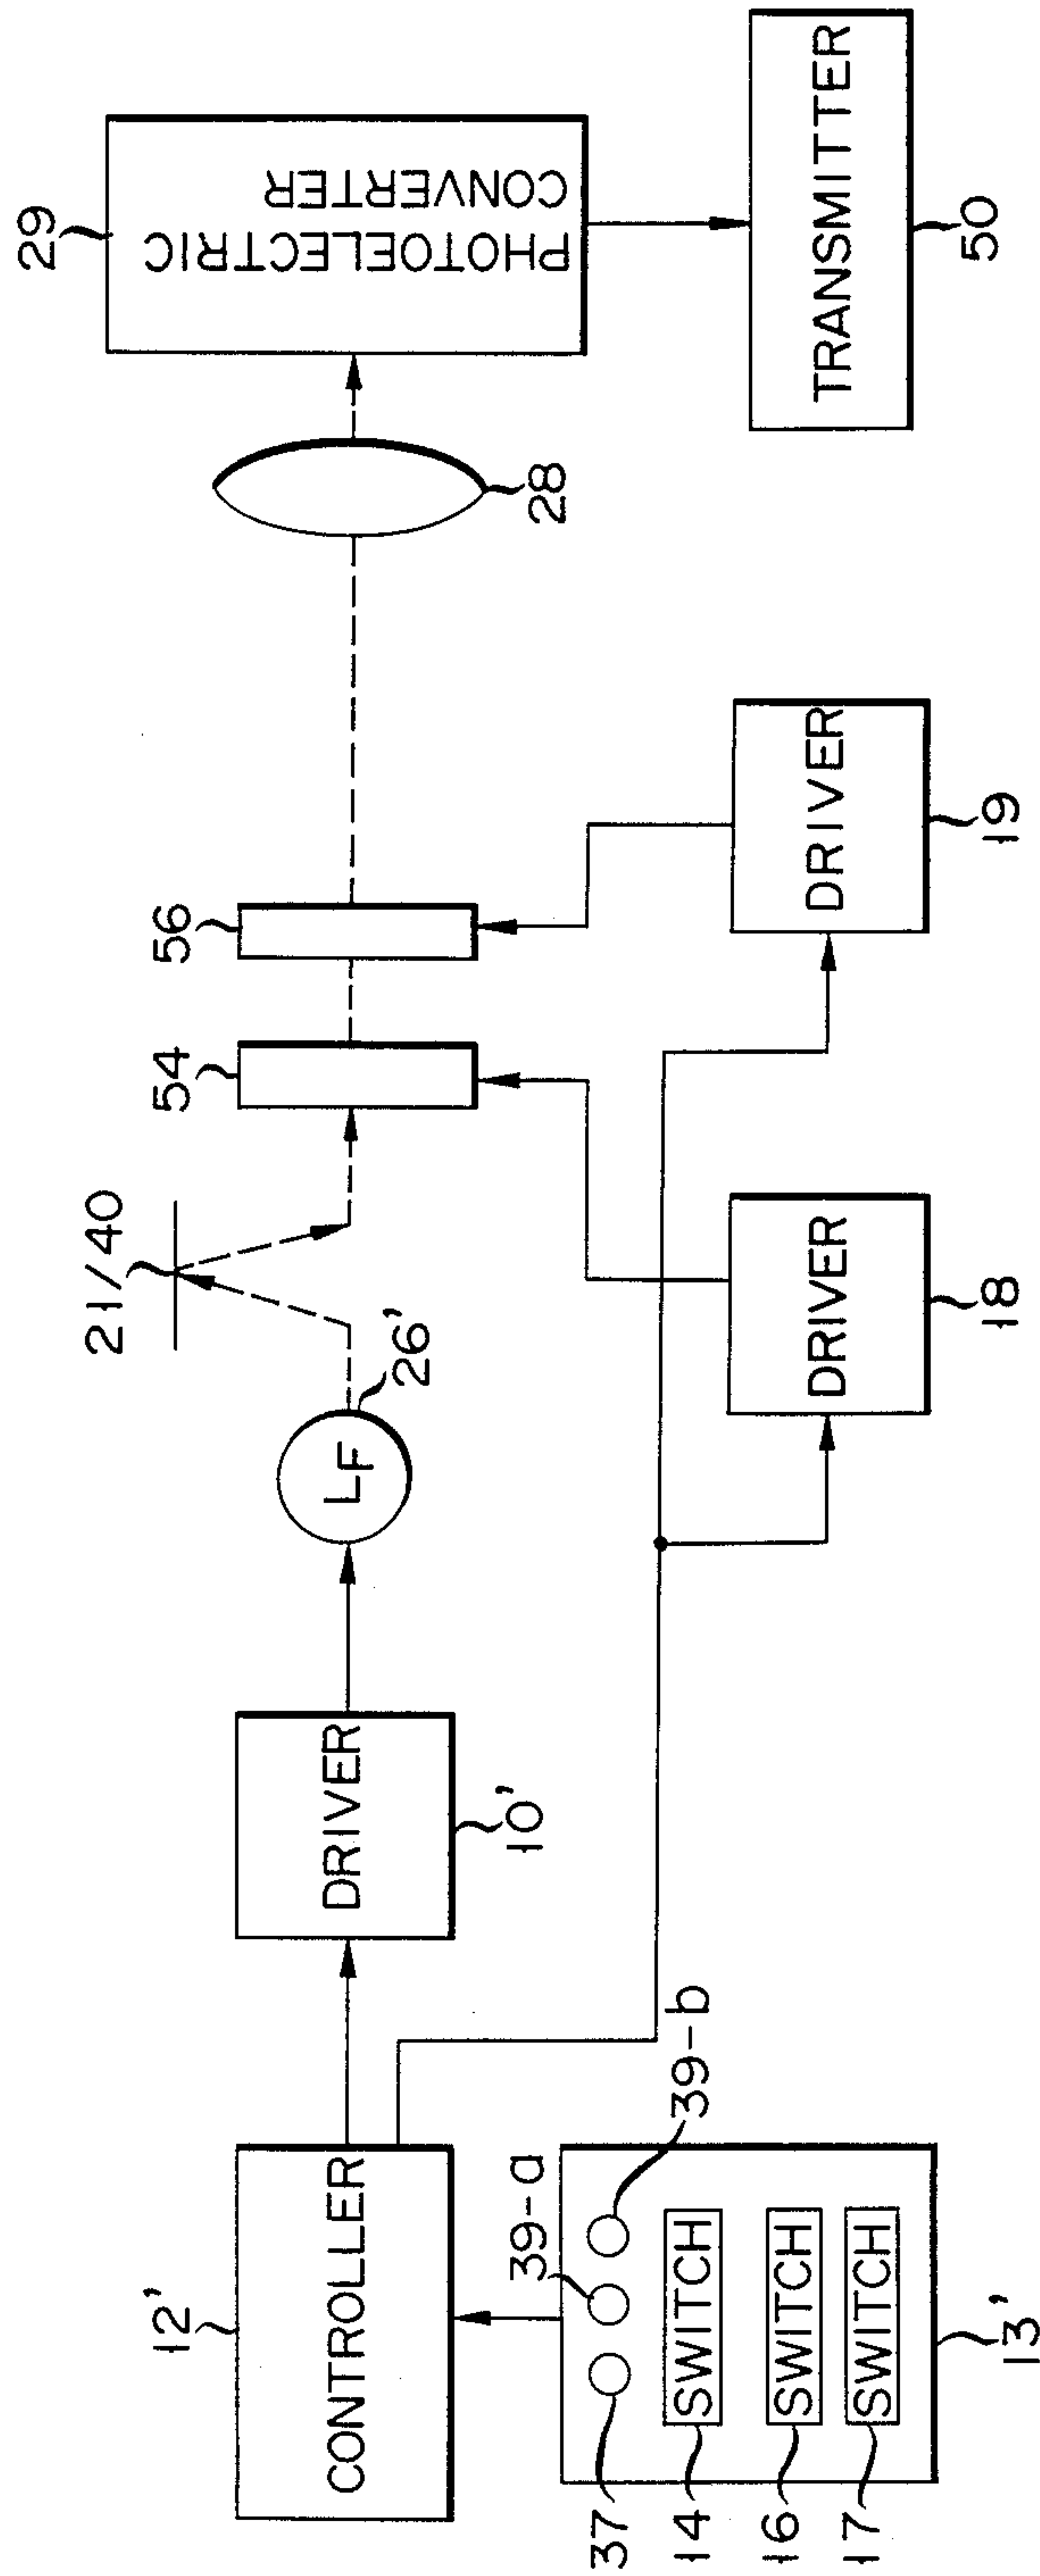 12'
CONTROLLER
DRIVER
10'
LF
26'
21/40
54
56
28
29
PHOTOELECTRIC
CONVERTER
TRANSMITTER
50
DRIVER
18
DRIVER
19
37
39-a
39-b
14
SWITCH
16
SWITCH
17
SWITCH
13'